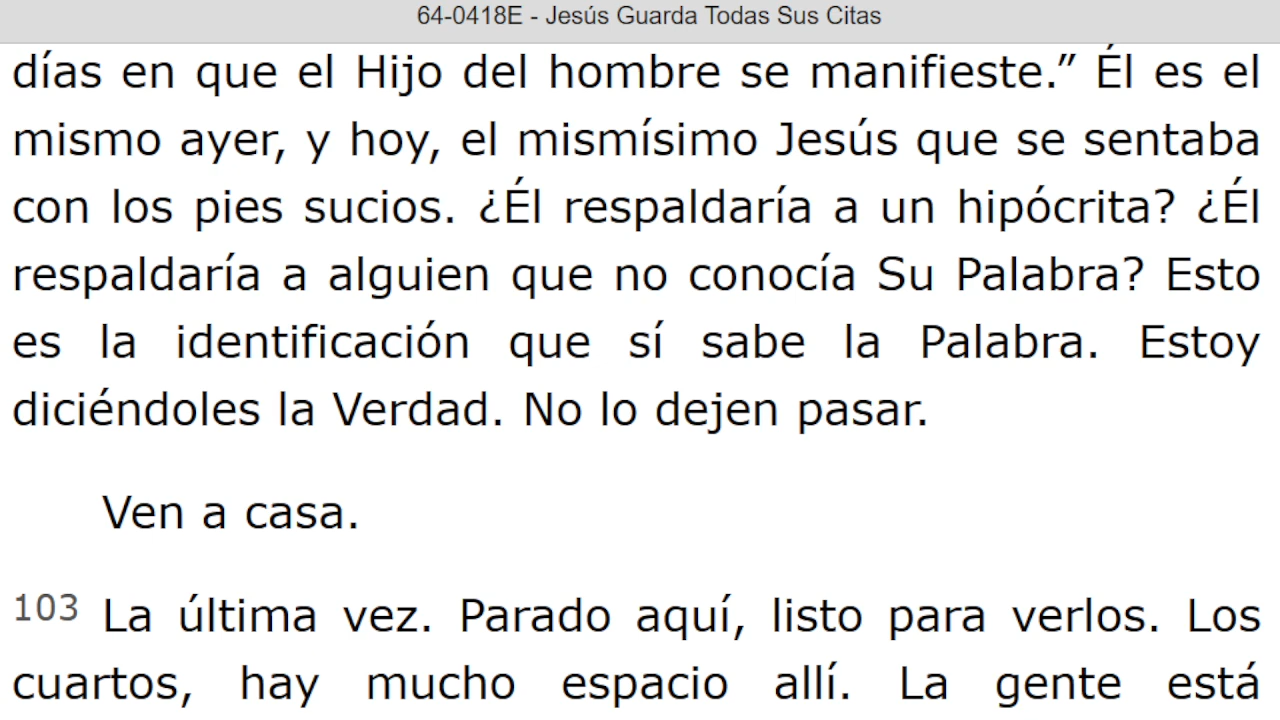 64-0418E - Jesús Guarda Todas Sus Citas
días en que el Hijo del hombre se manifieste.” Él es el
mismo ayer, y hoy, el mismísimo Jesús que se sentaba
con los pies sucios. ¿Él respaldaría a un hipócrita? ¿Él
respaldaría a alguien que no conocía Su Palabra? Esto
es la identificación que sí sabe la Palabra. Estoy
diciéndoles la Verdad. No lo dejen pasar.
Ven a casa.
103 La última vez. Parado aquí, listo para verlos. Los
cuartos, hay mucho espacio allí. La gente está